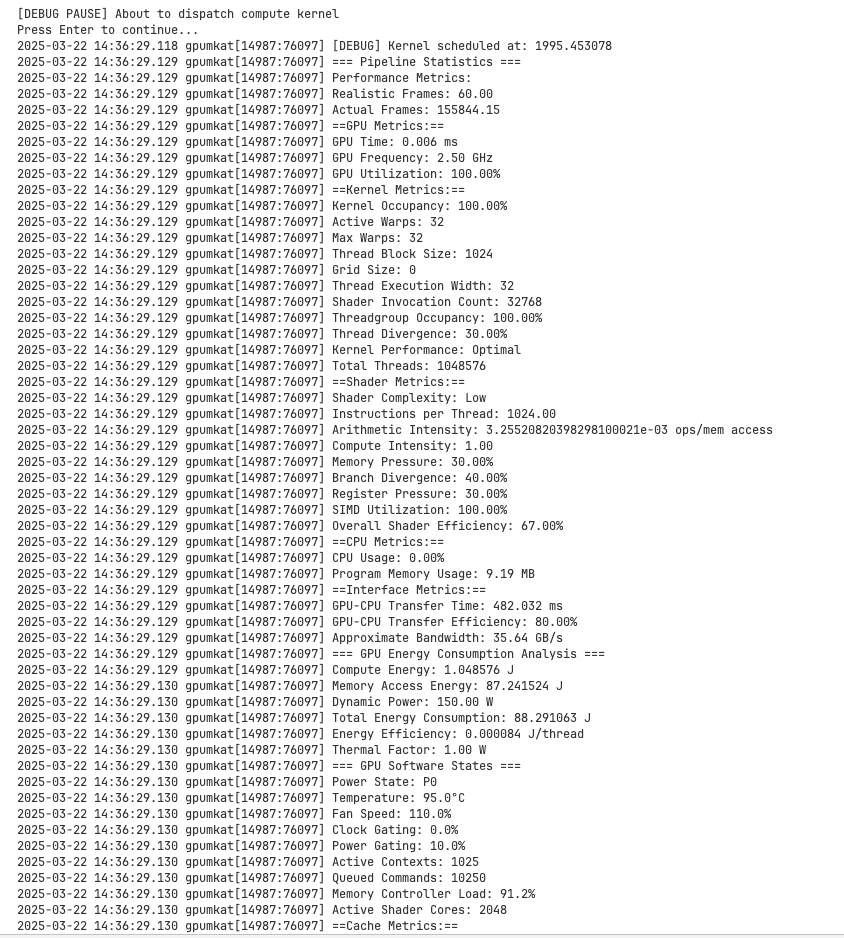 [DEBUG PAUSE] About to dispatch compute kernel
Press Enter to continue...
2025-03-22 14:36:29.118 gpumkat[14987:76097] [DEBUG] Kernel scheduled at: 1995.453078
2025-03-22 14:36:29.129 gpumkat[14987:76097] === Pipeline Statistics ===
2025-03-22 14:36:29.129 gpumkat[14987:76097] Performance Metrics:
2025-03-22 14:36:29.129 gpumkat[14987:76097] Realistic Frames: 60.00
2025-03-22 14:36:29.129 gpumkat[14987:76097] Actual Frames: 155844.15
2025-03-22 14:36:29.129 gpumkat[14987:76097] ==GPU Metrics:==
2025-03-22 14:36:29.129 gpumkat[14987:76097] GPU Time: 0.006 ms
2025-03-22 14:36:29.129 gpumkat[14987:76097] GPU Frequency: 2.50 GHz
2025-03-22 14:36:29.129 gpumkat[14987:76097] GPU Utilization: 100.00%
2025-03-22 14:36:29.129 gpumkat[14987:76097] ==Kernel Metrics:==
2025-03-22 14:36:29.129 gpumkat[14987:76097] Kernel Occupancy: 100.00%
2025-03-22 14:36:29.129 gpumkat[14987:76097] Active Warps: 32
2025-03-22 14:36:29.129 gpumkat[14987:76097] Max Warps: 32
2025-03-22 14:36:29.129 gpumkat[14987:76097] Thread Block Size: 1024
2025-03-22 14:36:29.129 gpumkat[14987:76097] Grid Size: 0
2025-03-22 14:36:29.129 gpumkat[14987:76097] Thread Execution Width: 32
2025-03-22 14:36:29.129 gpumkat[14987:76097] Shader Invocation Count: 32768
2025-03-22 14:36:29.129 gpumkat[14987:76097] Threadgroup Occupancy: 100.00%
2025-03-22 14:36:29.129 gpumkat[14987:76097] Thread Divergence: 30.00%
2025-03-22 14:36:29.129 gpumkat[14987:76097] Kernel Performance: Optimal
2025-03-22 14:36:29.129 gpumkat[14987:76097] Total Threads: 1048576
2025-03-22 14:36:29.129 gpumkat[14987:76097] ==Shader Metrics:==
2025-03-22 14:36:29.129 gpumkat[14987:76097] Shader Complexity: Low
2025-03-22 14:36:29.129 gpumkat[14987:76097] Instructions per Thread: 1024.00
2025-03-22 14:36:29.129 gpumkat[14987:76097] Arithmetic Intensity: 3.25520820398298100021e-03 ops/mem access
2025-03-22 14:36:29.129 gpumkat[14987:76097] Compute Intensity: 1.00
2025-03-22 14:36:29.129 gpumkat[14987:76097] Memory Pressure: 30.00%
2025-03-22 14:36:29.129 gpumkat[14987:76097] Branch Divergence: 40.00%
2025-03-22 14:36:29.129 gpumkat[14987:76097] Register Pressure: 30.00%
2025-03-22 14:36:29.129 gpumkat[14987:76097] SIMD Utilization: 100.00%
2025-03-22 14:36:29.129 gpumkat[14987:76097] Overall Shader Efficiency: 67.00%
2025-03-22 14:36:29.129 gpumkat[14987:76097] ==CPU Metrics:==
2025-03-22 14:36:29.129 gpumkat[14987:76097] CPU Usage: 0.00%
2025-03-22 14:36:29.129 gpumkat[14987:76097] Program Memory Usage: 9.19 MB
2025-03-22 14:36:29.129 gpumkat[14987:76097] ==Interface Metrics:==
2025-03-22 14:36:29.129 gpumkat[14987:76097] GPU-CPU Transfer Time: 482.032 ms
2025-03-22 14:36:29.129 gpumkat[14987:76097] GPU-CPU Transfer Efficiency: 80.00%
2025-03-22 14:36:29.129 gpumkat[14987:76097] Approximate Bandwidth: 35.64 GB/s
2025-03-22 14:36:29.129 gpumkat[14987:76097] === GPU Energy Consumption Analysis ===
2025-03-22 14:36:29.129 gpumkat[14987:76097] Compute Energy: 1.048576 J
2025-03-22 14:36:29.130 gpumkat[14987:76097] Memory Access Energy: 87.241524 J
2025-03-22 14:36:29.130 gpumkat[14987:76097] Dynamic Power: 150.00 W
2025-03-22 14:36:29.130 gpumkat[14987:76097] Total Energy Consumption: 88.291063 J
2025-03-22 14:36:29.130 gpumkat[14987:76097] Energy Efficiency: 0.000084 J/thread
2025-03-22 14:36:29.130 gpumkat[14987:76097] Thermal Factor: 1.00 W
2025-03-22 14:36:29.130 gpumkat[14987:76097] === GPU Software States ===
2025-03-22 14:36:29.130 gpumkat[14987:76097] Power State: P0
2025-03-22 14:36:29.130 gpumkat[14987:76097] Temperature: 95.0°C
2025-03-22 14:36:29.130 gpumkat[14987:76097] Fan Speed: 110.0%
2025-03-22 14:36:29.130 gpumkat[14987:76097] Clock Gating: 0.0%
2025-03-22 14:36:29.130 gpumkat[14987:76097] Power Gating: 10.0%
2025-03-22 14:36:29.130 gpumkat[14987:76097] Active Contexts: 1025
2025-03-22 14:36:29.130 gpumkat[14987:76097] Queued Commands: 10250
2025-03-22 14:36:29.130 gpumkat[14987:76097] Memory Controller Load: 91.2%
2025-03-22 14:36:29.130 gpumkat[14987:76097] Active Shader Cores: 2048
2025-03-22 14:36:29.130 gpumkat[14987:76097] ==Cache Metrics:==